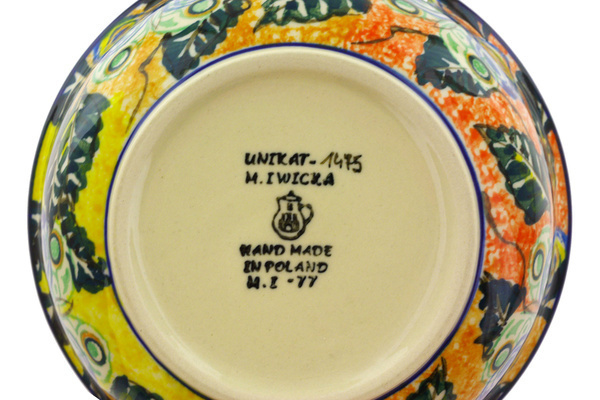 UNIKAT-1475
M.IWICKA
HAND MADE
IN POLAND
M.I -77